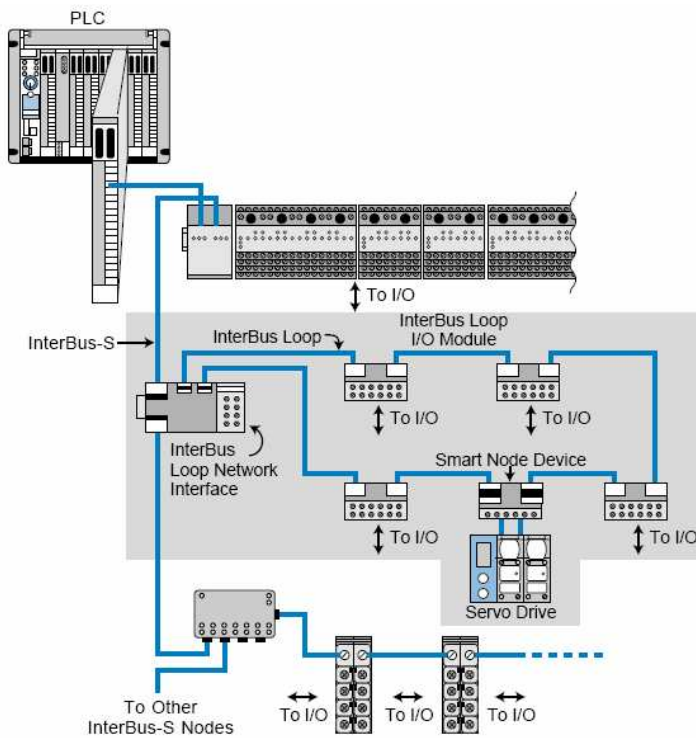 PLC
To I/O
InterBus-S
InterBus Loop
InterBus Loop
I/O Module
To I/O
To I/O
InterBus
Loop Network
Interface
Smart Node Device
To I/O
To I/O
Servo Drive
To Other
InterBus-S Nodes
To I/O
To I/O
To I/O